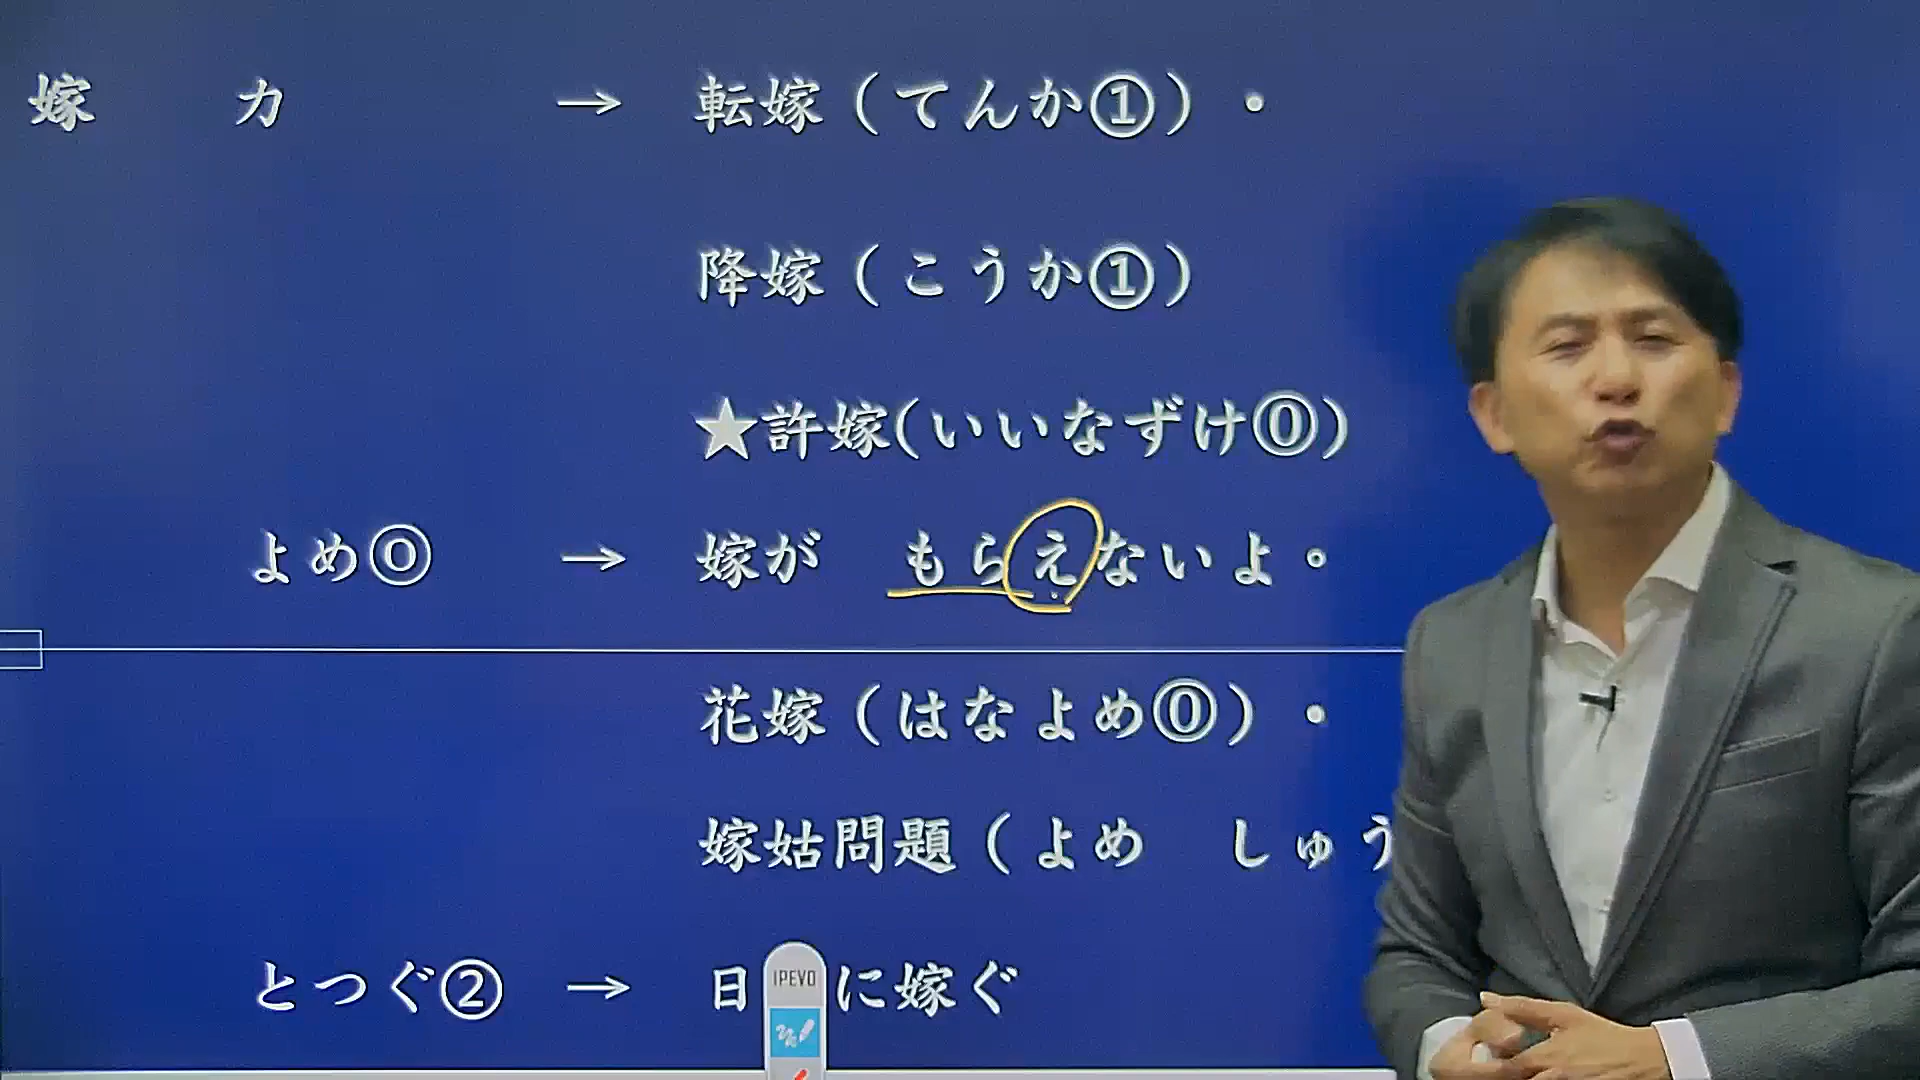 嫁 カ → 転嫁（てんか①）・
降嫁（こうか①）
★許嫁(いいなずけ⓪)
よめ⓪ → 嫁が もらえないよ・
花嫁（はなよめ⓪）・
嫁姑問題（よめ しゅう
とつぐ② → 日 に嫁ぐ
IPEVO